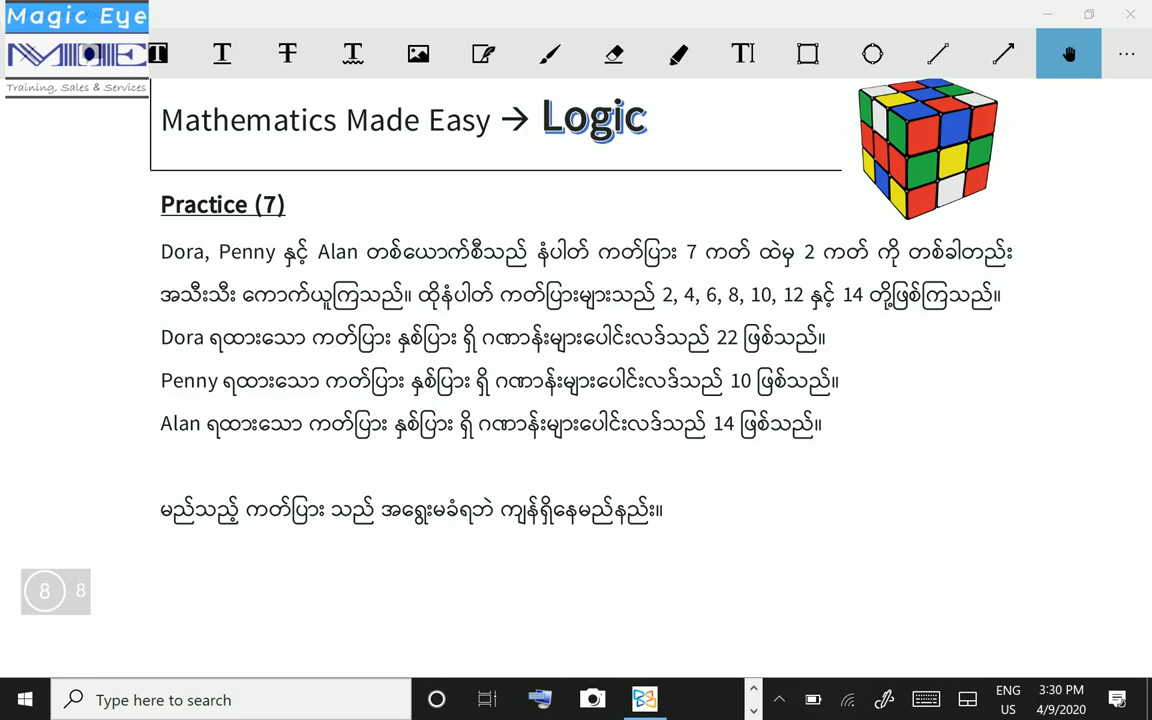 Magic Eye
MDE
Training, Sales & Services
Mathematics Made Easy → Logic
Practice (7)
Dora, Penny နှင့် Alan တစ်ယောက်စီသည် နံပါတ် ကတ်ပြား 7 ကတ် ထဲမှ 2 ကတ် ကို တစ်ခါတည်း
အသီးသီး ကောက်ယူကြသည်။ ထိုနံပါတ် ကတ်ပြားများသည် 2, 4, 6, 8, 10, 12 နှင့် 14 တို့ဖြစ်ကြသည်။
Dora ရထားသော ကတ်ပြား နှစ်ပြား ရှိ ဂဏာန်းများပေါင်းလဒ်သည် 22 ဖြစ်သည်။
Penny ရထားသော ကတ်ပြား နှစ်ပြား ရှိ ဂဏာန်းများပေါင်းလဒ်သည် 10 ဖြစ်သည်။
Alan ရထားသော ကတ်ပြား နှစ်ပြား ရှိ ဂဏာန်းများပေါင်းလဒ်သည် 14 ဖြစ်သည်။
မည်သည့် ကတ်ပြား သည် အရွေးမခံရဘဲ ကျန်ရှိနေမည်နည်း။
8 8
Type here to search
ENG
US
3:30 PM
4/9/2020